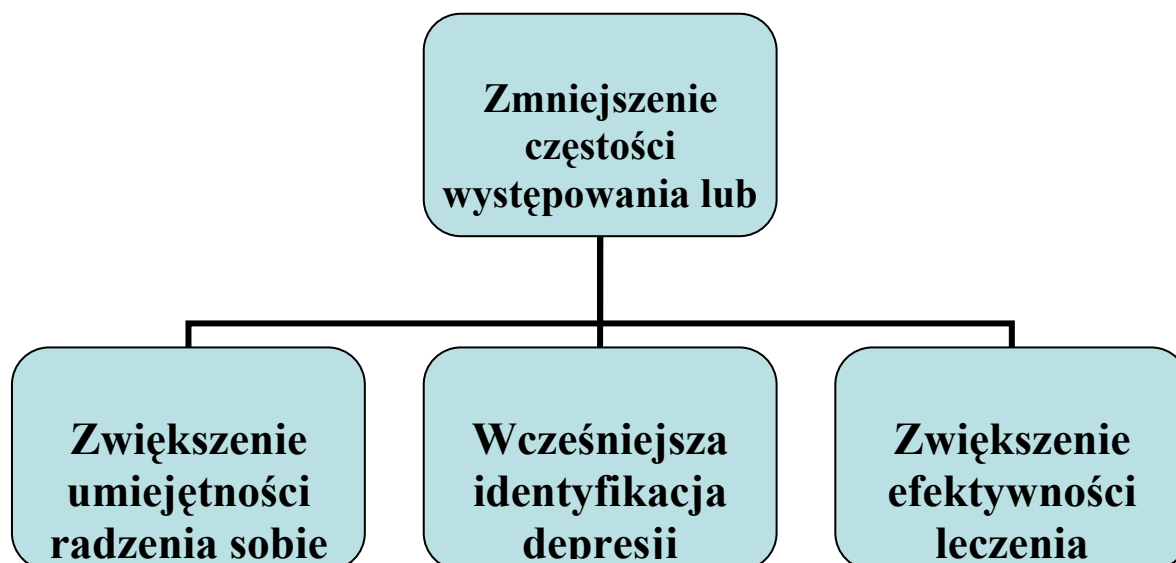 Zmniejszenie
częstości
występowania lub
Zwiększenie
umiejętności
radzenia sobie
Wcześniejsza
identyfikacja
depresji
Zwiększenie
efektywności
leczenia